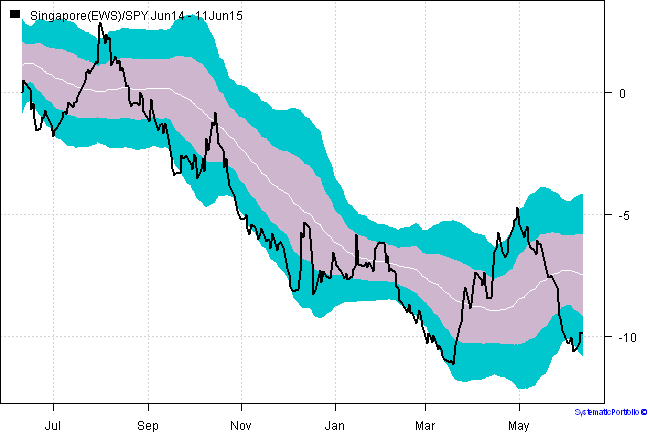 Singapore(EWS)/SPY Jun14 - 11Jun15
0
-5
-10
Jul Sep Nov Jan Mar May
SystematicPortfolio ©